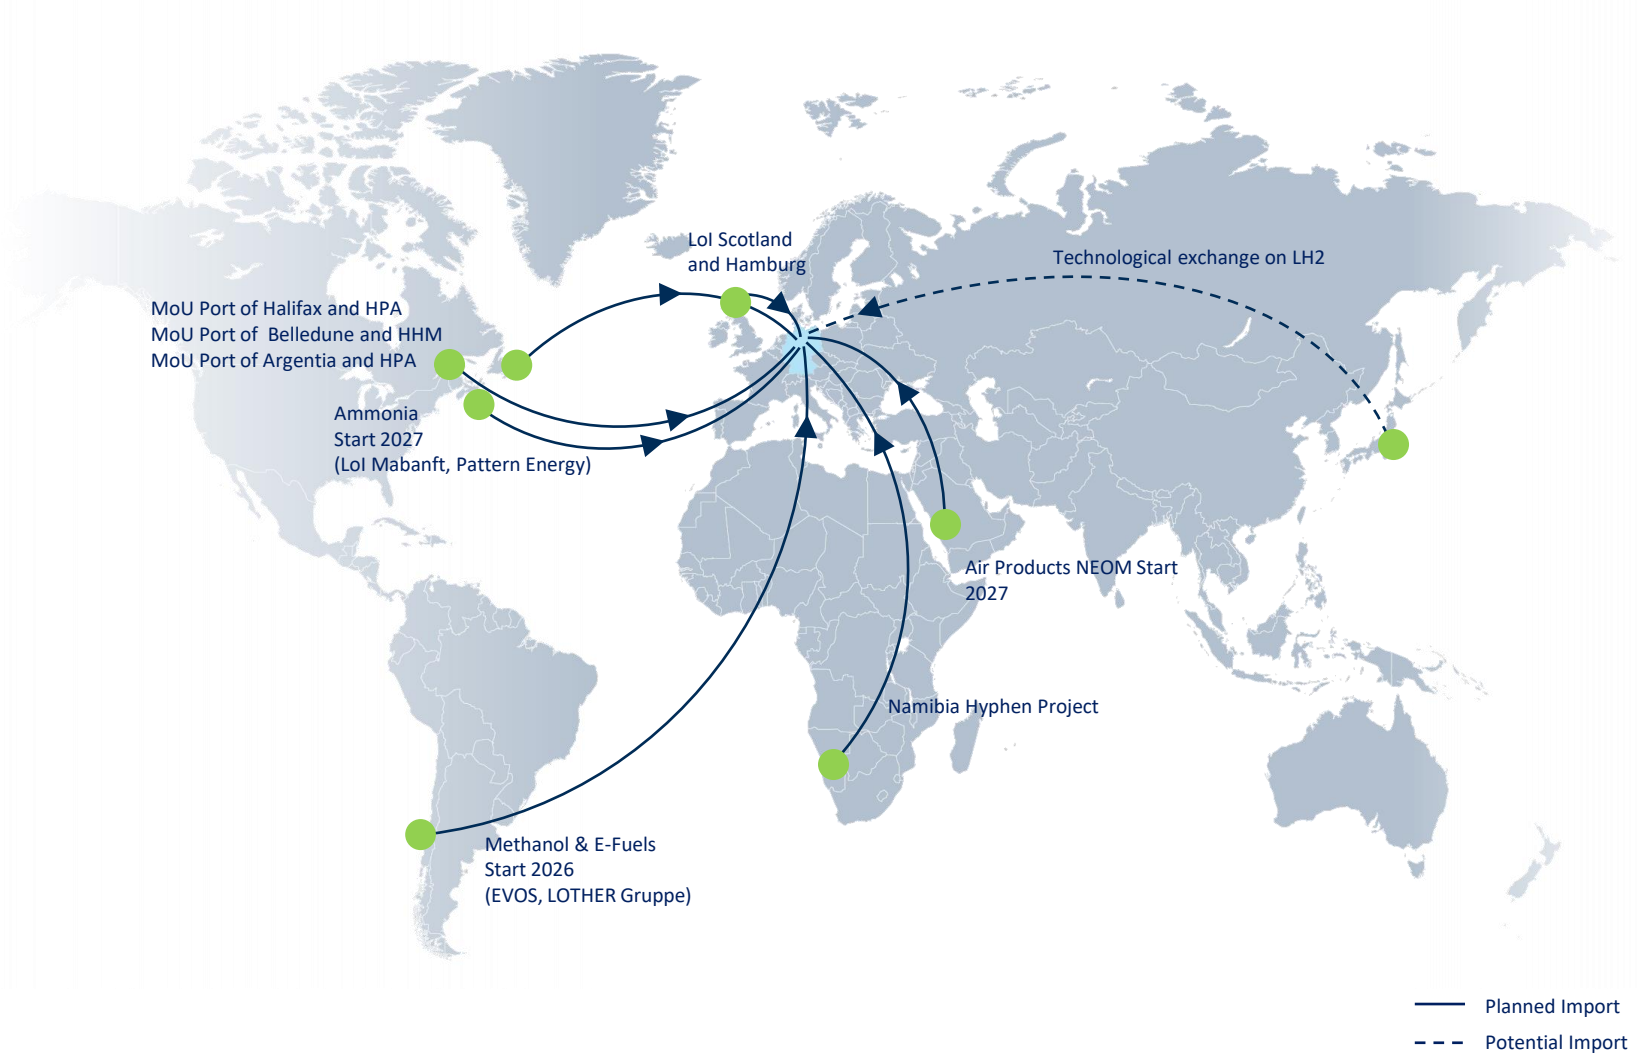 LoI Scotland
and Hamburg
Technological exchange on LH2
MoU Port of Halifax and HPA
MoU Port of  Belledune and HHM
MoU Port of Argentia and HPA
Ammonia
Start 2027
(LoI Mabanft, Pattern Energy)
Air Products NEOM Start
2027
Namibia Hyphen Project
Methanol & E-Fuels
Start 2026
(EVOS, LOTHER Gruppe)
Planned Import
Potential Import